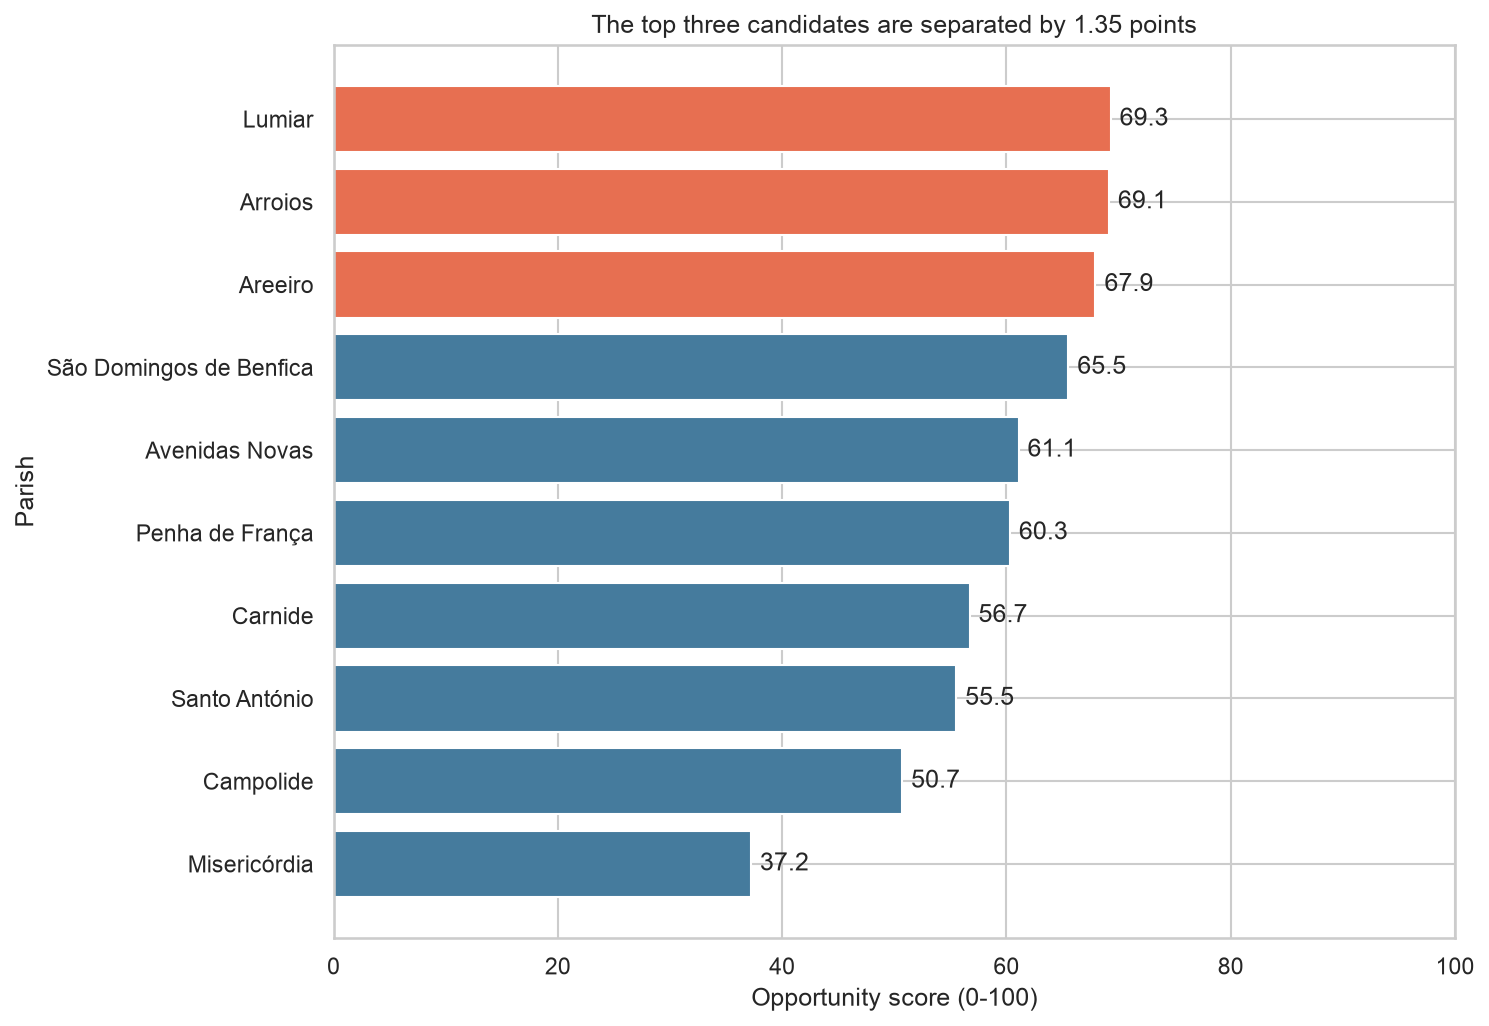 The top three candidates are separated by 1.35 points
Lumiar 69.3
Arroios 69.1
Areeiro 67.9
São Domingos de Benfica 65.5
Avenidas Novas 61.1
Penha de França 60.3
Carnide 56.7
Santo António 55.5
Campolide 50.7
Misericórdia 37.2
Parish
0 20 40 60 80 100
Opportunity score (0-100)